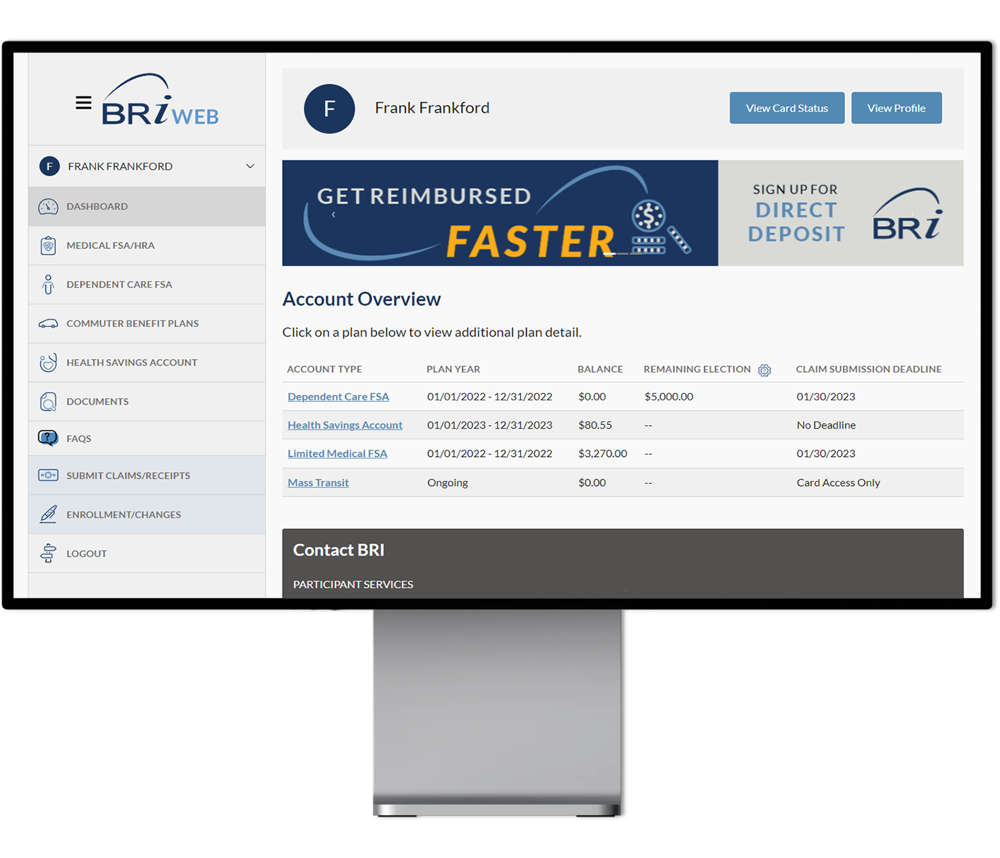 BRiWEB
F FRANK FRANKFORD
DASHBOARD
MEDICAL FSA/HRA
DEPENDENT CARE FSA
COMMUTER BENEFIT PLANS
HEALTH SAVINGS ACCOUNT
DOCUMENTS
? FAQS
SUBMIT CLAIMS/RECEIPTS
ENROLLMENT/CHANGES
LOGOUT
F Frank Frankford View Card Status View Profile
GET REIMBURSED
FASTER
$
SIGN UP FOR
DIRECT
DEPOSIT
BRi
Account Overview
Click on a plan below to view additional plan detail.
ACCOUNT TYPE PLAN YEAR BALANCE REMAINING ELECTION ? CLAIM SUBMISSION DEADLINE
Dependent Care FSA 01/01/2022 - 12/31/2022 $0.00 $5,000.00 01/30/2023
Health Savings Account 01/01/2023 - 12/31/2023 $80.55 -- No Deadline
Limited Medical FSA 01/01/2022 - 12/31/2022 $3,270.00 -- 01/30/2023
Mass Transit Ongoing $0.00 -- Card Access Only
Contact BRI
PARTICIPANT SERVICES